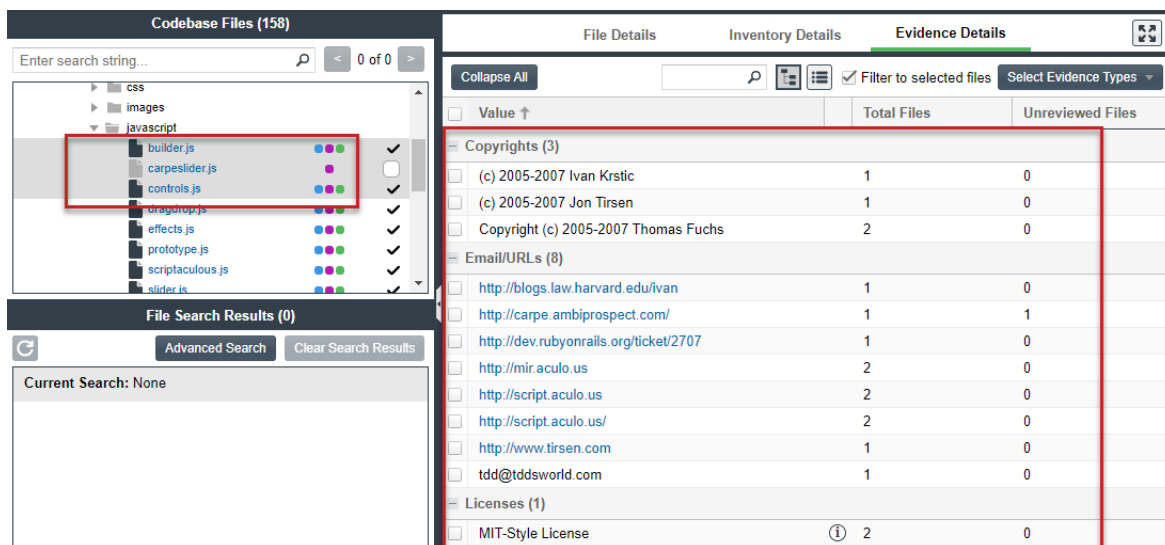 Codebase Files (158)
Enter search string...
< 0 of 0 >
css
images
javascript
builder.js
carpeslider.js
controls.js
dragdrop.js
effects.js
prototype.js
scriptaculous.js
slider.js
File Search Results (0)
Advanced Search Clear Search Results
Current Search: None
File Details Inventory Details Evidence Details
Collapse All Filter to selected files Select Evidence Types
Value Total Files Unreviewed Files
Copyrights (3)
(c) 2005-2007 Ivan Krstic 1 0
(c) 2005-2007 Jon Tirsen 1 0
Copyright (c) 2005-2007 Thomas Fuchs 2 0
Email/URLs (8)
http://blogs.law.harvard.edu/ivan 1 0
http://carpe.ambiprospect.com/ 1 1
http://dev.rubyonrails.org/ticket/2707 1 0
http://mir.aculo.us 2 0
http://script.aculo.us 2 0
http://script.aculo.us/ 2 0
http://www.tirsen.com 1 0
tdd@tddsworld.com 1 0
Licenses (1)
MIT-Style License 2 0